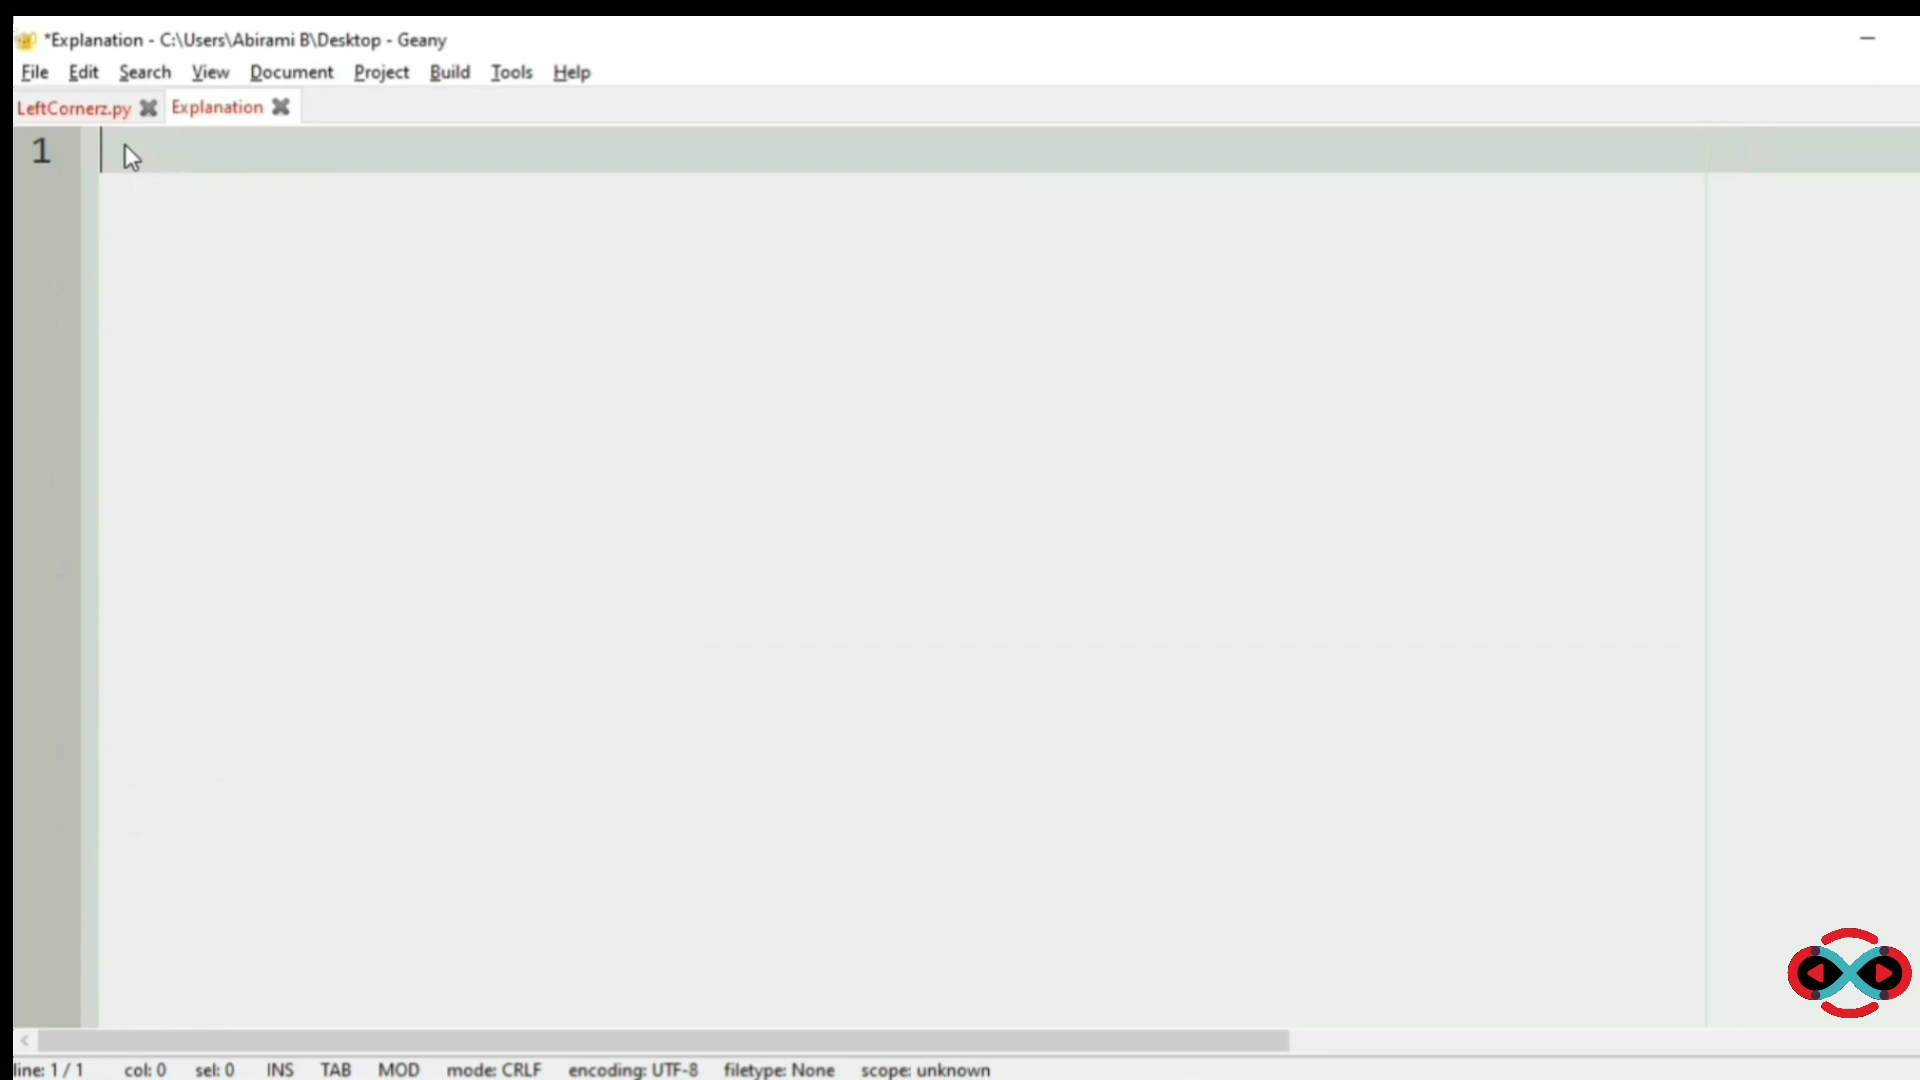 *Explanation - C:\Users\Abirami B\Desktop - Geany
File Edit Search View Document Project Build Tools Help
LeftCornerz.py Explanation
1
line: 1 / 1 col: 0 sel: 0 INS TAB MOD mode: CRLF encoding: UTF-8 filetype: None scope: unknown